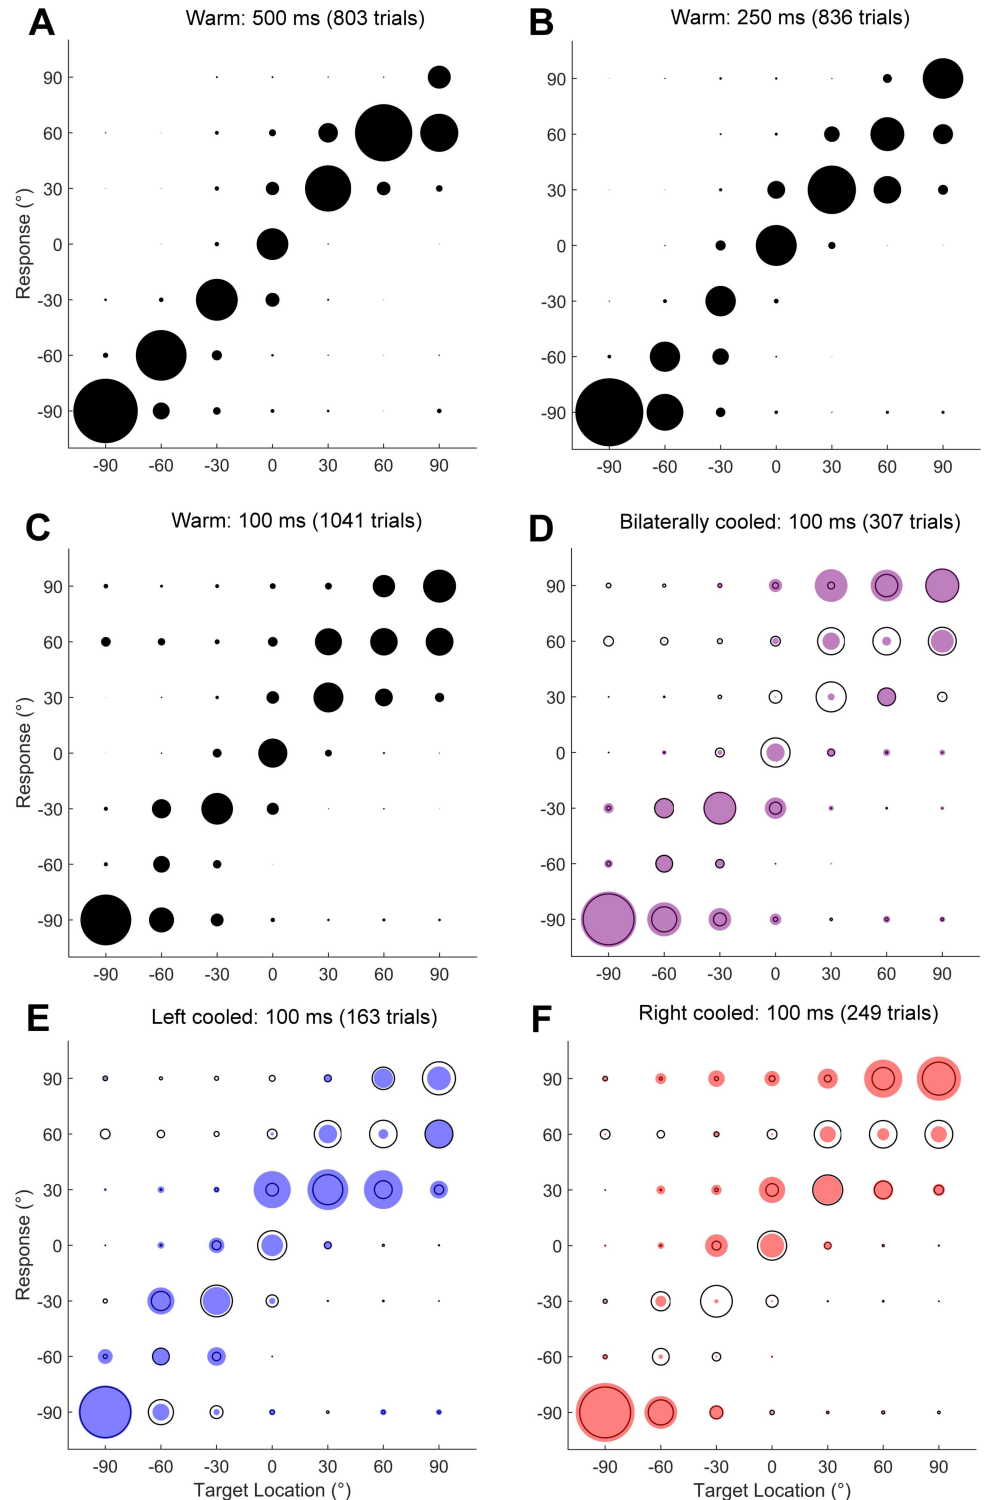 A
Warm: 500 ms (803 trials)
Response (°)
90
60
30
0
-30
-60
-90
-90 -60 -30 0 30 60 90
B
Warm: 250 ms (836 trials)
90
60
30
0
-30
-60
-90
-90 -60 -30 0 30 60 90
C
Warm: 100 ms (1041 trials)
Response (°)
90
60
30
0
-30
-60
-90
-90 -60 -30 0 30 60 90
D
Bilaterally cooled: 100 ms (307 trials)
90
60
30
0
-30
-60
-90
-90 -60 -30 0 30 60 90
E
Left cooled: 100 ms (163 trials)
Response (°)
90
60
30
0
-30
-60
-90
-90 -60 -30 0 30 60 90
Target Location (°)
F
Right cooled: 100 ms (249 trials)
90
60
30
0
-30
-60
-90
-90 -60 -30 0 30 60 90
Target Location (°)